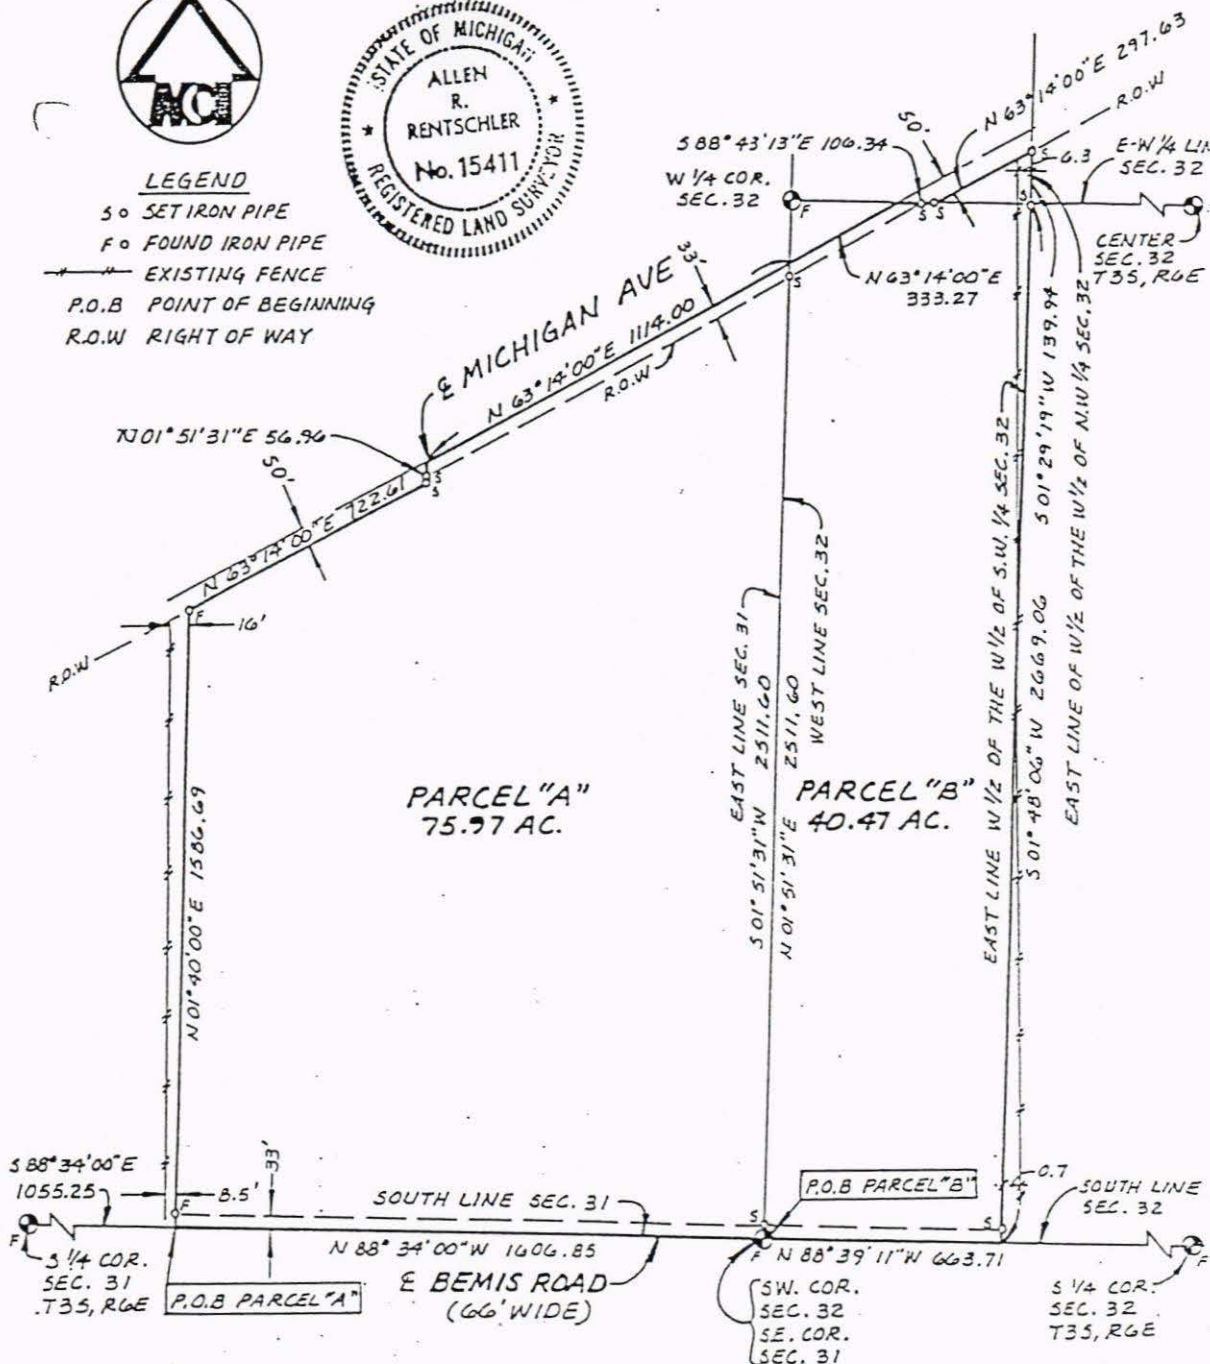 ACI
STATE OF MICHIGAN
ALLEN
R.
RENTSCHLER
No. 15411
REGISTERED LAND SURVEYOR
LEGEND
S o SET IRON PIPE
F o FOUND IRON PIPE
EXISTING FENCE
P.O.B POINT OF BEGINNING
R.O.W RIGHT OF WAY
N 63°14'00"E 297.63
R.O.W
50'
S 88°43'13"E 106.34
W 1/4 COR.
SEC. 32
F
S
S
S
6.3
S
E-W 1/4 LIN
SEC. 32
CENTER
SEC. 32
T3S, RGE
N 63°14'00"E
333.27
S
33'
℄ MICHIGAN AVE
N 63°14'00"E 1114.00
R.O.W
N 01°51'31"E 56.96
S
S
50'
N 63°14'00"E 722.61
F
16'
R.O.W
N 01°40'00"E 1586.69
PARCEL "A"
75.97 AC.
EAST LINE SEC. 31
S 01°51'31"W 2511.60
N 01°51'31"E 2511.60
WEST LINE SEC. 32
PARCEL "B"
40.47 AC.
EAST LINE W 1/2 OF THE W 1/2 OF S.W. 1/4 SEC. 32
S 01°48'06"W 2669.06
S 01°29'19"W 139.94
EAST LINE OF W 1/2 OF THE W 1/2 OF N.W 1/4 SEC. 32
S 88°34'00"E
1055.25
8.5'
33'
F
SOUTH LINE SEC. 31
S
P.O.B PARCEL "B"
S
0.7
SOUTH LINE
SEC. 32
F
S 1/4 COR.
SEC. 31
T3S, RGE
P.O.B PARCEL "A"
N 88°34'00"W 1606.85
℄ BEMIS ROAD
(66' WIDE)
F
N 88°39'11"W 663.71
SW. COR.
SEC. 32
SE. COR.
SEC. 31
F
S 1/4 COR.
SEC. 32
T3S, RGE